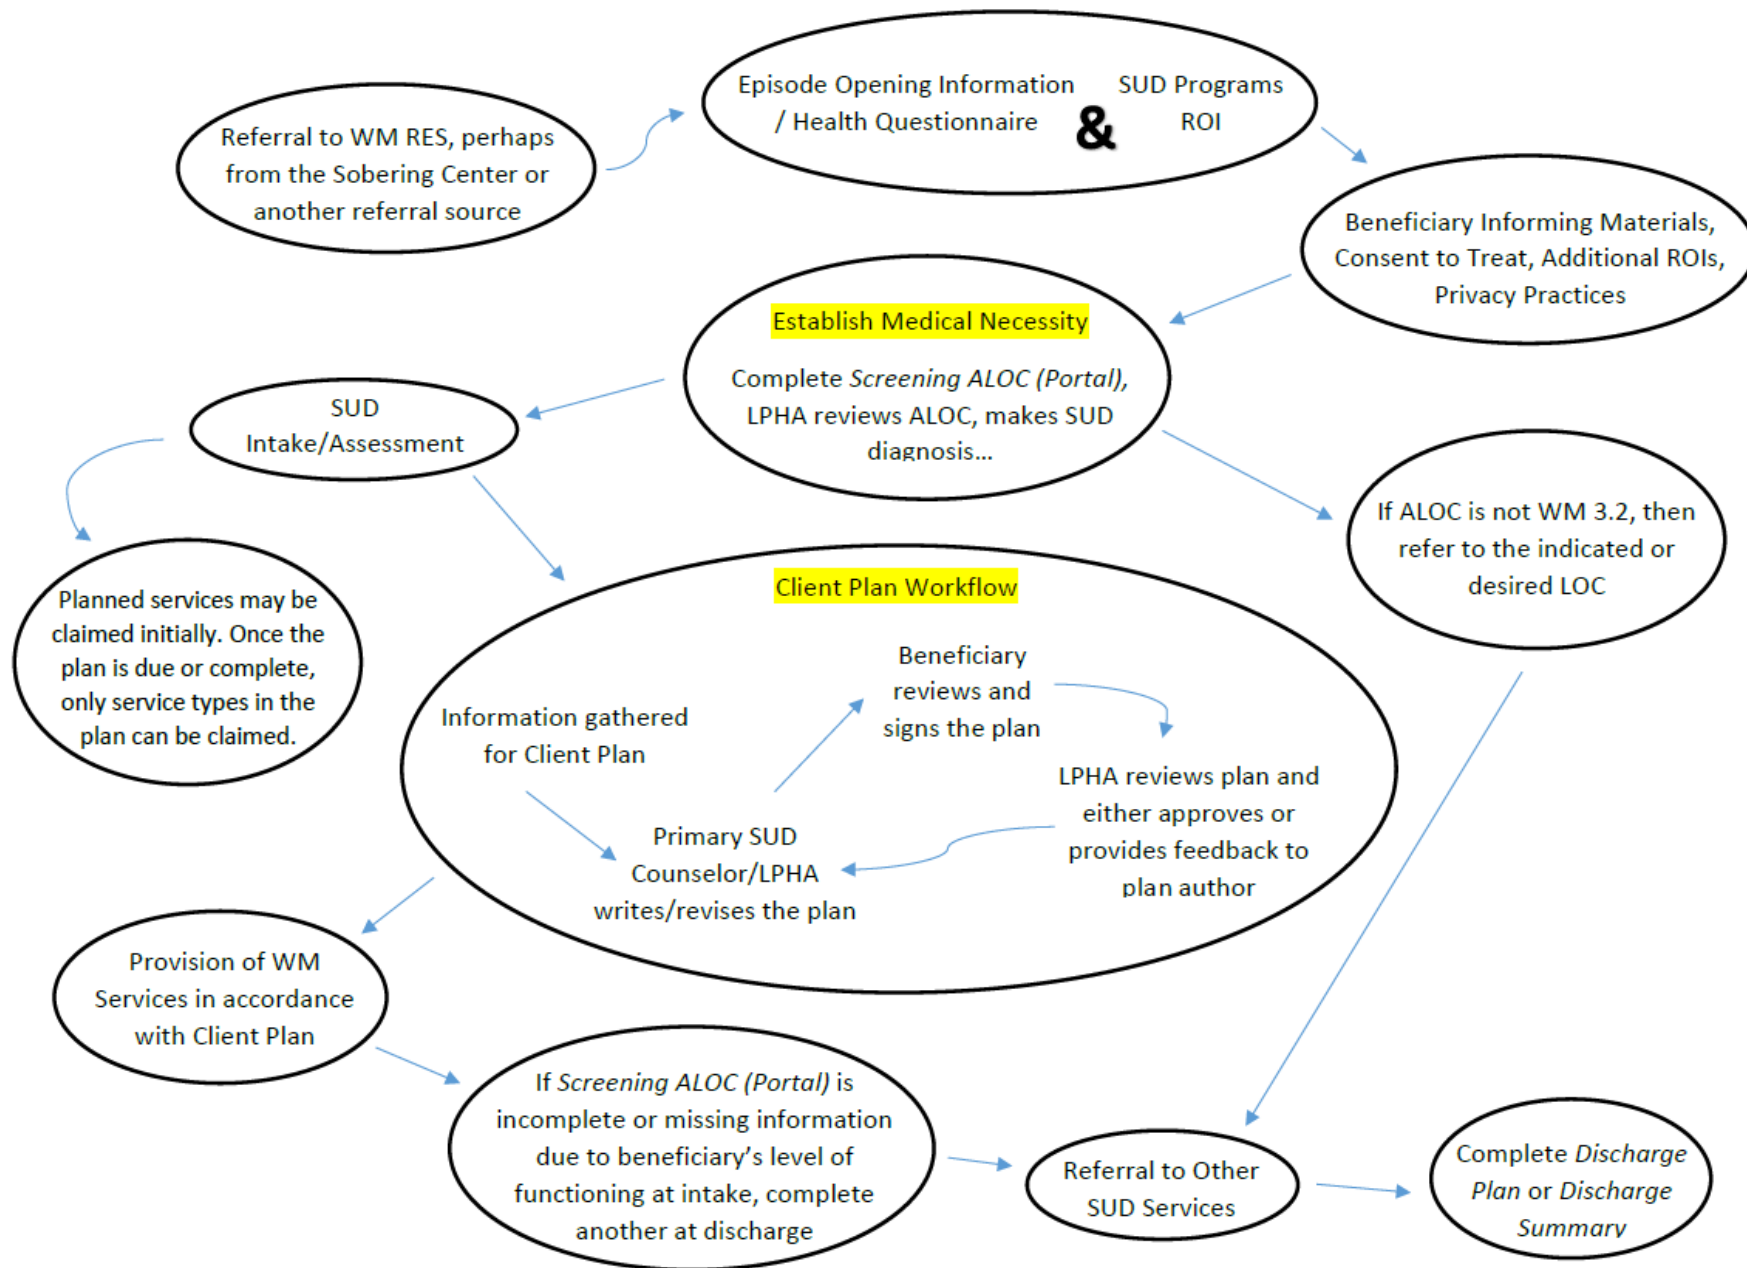 Episode Opening Information
/ Health Questionnaire
&
SUD Programs
ROI
Referral to WM RES, perhaps
from the Sobering Center or
another referral source
Beneficiary Informing Materials,
Consent to Treat, Additional ROIs,
Privacy Practices
Establish Medical Necessity
Complete Screening ALOC (Portal),
LPHA reviews ALOC, makes SUD
diagnosis...
SUD
Intake/Assessment
If ALOC is not WM 3.2, then
refer to the indicated or
desired LOC
Planned services may be
claimed initially. Once the
plan is due or complete,
only service types in the
plan can be claimed.
Client Plan Workflow
Information gathered
for Client Plan
Beneficiary
reviews and
signs the plan
LPHA reviews plan and
either approves or
provides feedback to
plan author
Primary SUD
Counselor/LPHA
writes/revises the plan
Provision of WM
Services in accordance
with Client Plan
If Screening ALOC (Portal) is
incomplete or missing information
due to beneficiary’s level of
functioning at intake, complete
another at discharge
Referral to Other
SUD Services
Complete Discharge
Plan or Discharge
Summary